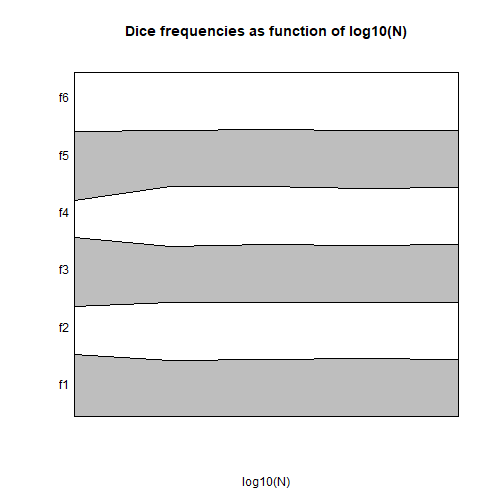 Dice frequencies as function of log10(N)
f6
f5
f4
f3
f2
f1
log10(N)